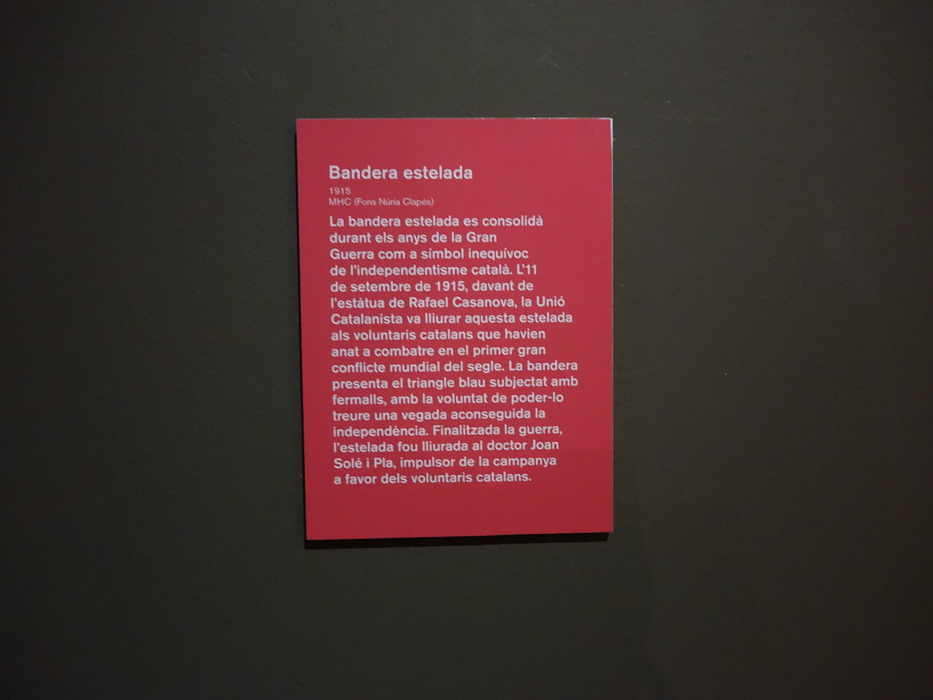 Bandera estelada
1915
MHC (Fons Núria Clapés)
La bandera estelada es consolidà
durant els anys de la Gran
Guerra com a símbol inequívoc
de l'independentisme català. L'11
de setembre de 1915, davant de
l'estàtua de Rafael Casanova, la Unió
Catalanista va lliurar aquesta estelada
als voluntaris catalans que havien
anat a combatre en el primer gran
conflicte mundial del segle. La bandera
presenta el triangle blau subjectat amb
fermalls, amb la voluntat de poder-lo
treure una vegada aconseguida la
independència. Finalitzada la guerra,
l'estelada fou lliurada al doctor Joan
Solé i Pla, impulsor de la campanya
a favor dels voluntaris catalans.